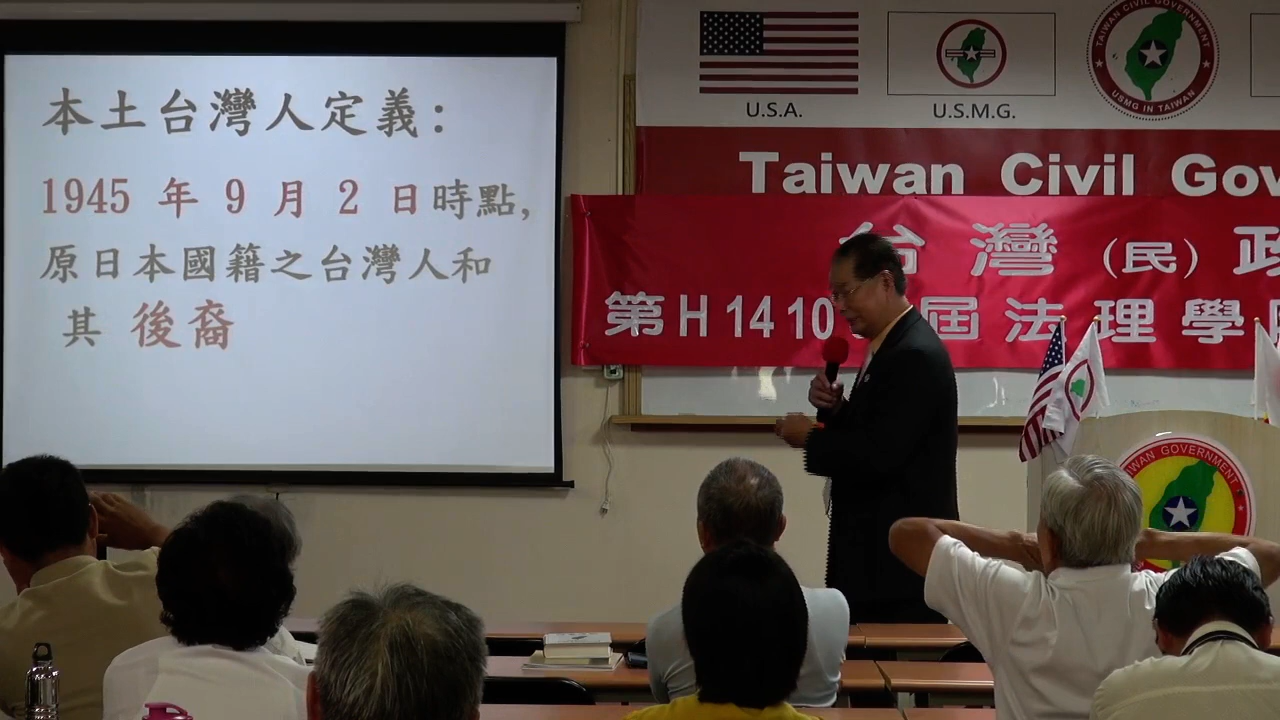 本土台灣人定義：
1945 年 9 月 2 日時點,
原日本國籍之台灣人和
其 後裔
U.S.A.
U.S.M.G.
TAIWAN CIVIL GOVERNMENT
USMG IN TAIWAN
Taiwan Civil Gov
台灣(民)政
第H1410 屆法理學
TAIWAN GOVERNMENT